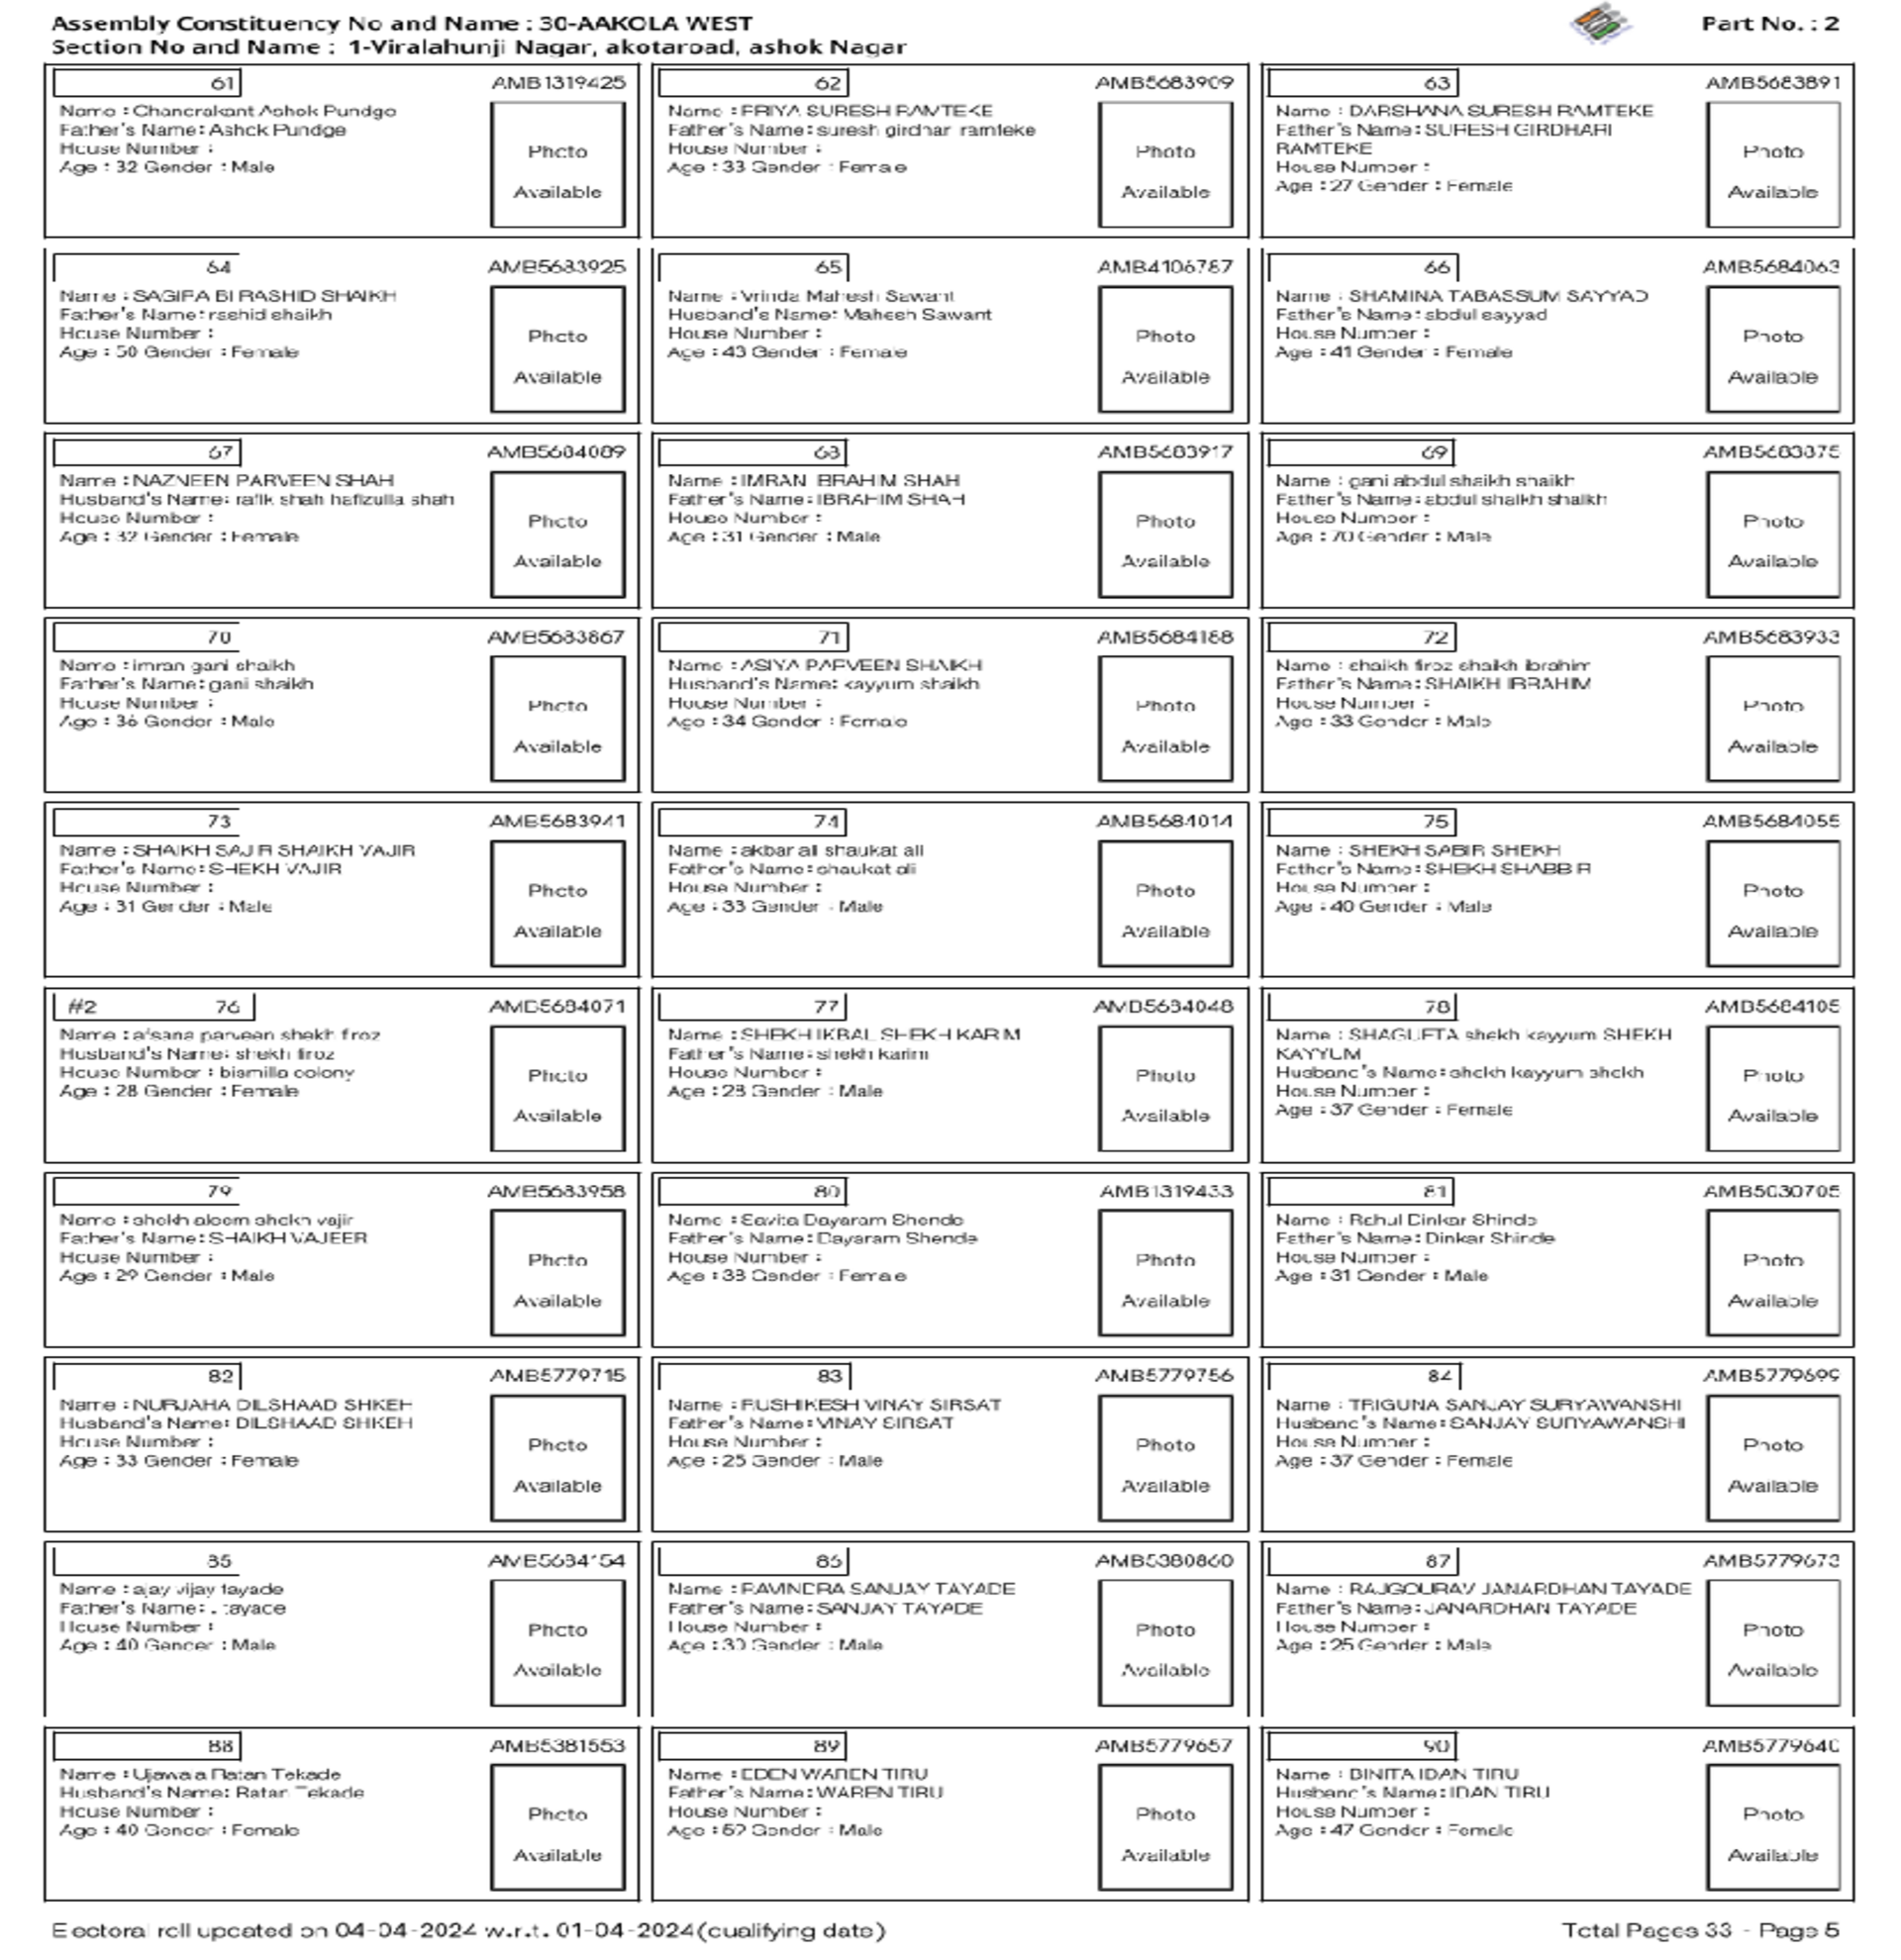 Assembly Constituency No and Name : 30-AAKOLA WEST
Part No. : 2
Section No and Name : 1-Viralahunji Nagar, akotaroad, ashok Nagar
61 AMB1319425
Name : Chandrakant Ashok Pundge
Father's Name: Ashok Pundge
House Number :
Age : 32 Gender : Male
Photo
Available
62 AMB5683909
Name : PRIYA SURESH RAMTEKE
Father's Name: suresh girdhari ramteke
House Number :
Age : 33 Gender : Female
Photo
Available
63 AMB5683891
Name : DARSHANA SURESH RAMTEKE
Father's Name: SURESH GIRDHARI
RAMTEKE
House Number :
Age : 27 Gender : Female
Photo
Available
64 AMB5683925
Name : SAGIRA BI RASHID SHAIKH
Father's Name: rashid shaikh
House Number :
Age : 50 Gender : Female
Photo
Available
65 AMB4106787
Name : Vrinda Mahesh Sawant
Husband's Name: Mahesh Sawant
House Number :
Age : 43 Gender : Female
Photo
Available
66 AMB5684063
Name : SHAMINA TABASSUM SAYYAD
Father's Name: abdul sayyad
House Number :
Age : 41 Gender : Female
Photo
Available
67 AMB5684089
Name : NAZNEEN PARVEEN SHAH
Husband's Name: rafik shah hafizulla shah
House Number :
Age : 32 Gender : Female
Photo
Available
68 AMB5683917
Name : IMRAN IBRAHIM SHAH
Father's Name: IBRAHIM SHAH
House Number :
Age : 31 Gender : Male
Photo
Available
69 AMB5683875
Name : gani abdul shaikh shaikh
Father's Name: abdul shaikh shaikh
House Number :
Age : 70 Gender : Male
Photo
Available
70 AMB5683867
Name : imran gani shaikh
Father's Name: gani shaikh
House Number :
Age : 36 Gender : Male
Photo
Available
71 AMB5684188
Name : ASIYA PARVEEN SHAIKH
Husband's Name: kayyum shaikh
House Number :
Age : 34 Gender : Female
Photo
Available
72 AMB5683933
Name : shaikh firoz shaikh ibrahim
Father's Name: SHAIKH IBRAHIM
House Number :
Age : 33 Gender : Male
Photo
Available
73 AMB5683941
Name : SHAIKH SAJIR SHAIKH VAJIR
Father's Name: SHEKH VAJIR
House Number :
Age : 31 Gender : Male
Photo
Available
74 AMB5684014
Name : akbar ali shaukat ali
Father's Name: shaukat ali
House Number :
Age : 33 Gender : Male
Photo
Available
75 AMB5684055
Name : SHEKH SABIR SHEKH
Father's Name: SHEKH SHABBIR
House Number :
Age : 40 Gender : Male
Photo
Available
#2 76 AMB5684071
Name : afsana parveen shekh firoz
Husband's Name: shekh firoz
House Number : bismilla colony
Age : 28 Gender : Female
Photo
Available
77 AMB5684048
Name : SHEKH IKBAL SHEKH KARIM
Father's Name: shekh karim
House Number :
Age : 28 Gender : Male
Photo
Available
78 AMB5684105
Name : SHAGUFTA shekh kayyum SHEKH
KAYYUM
Husband's Name: shekh kayyum shekh
House Number :
Age : 37 Gender : Female
Photo
Available
79 AMB5683958
Name : shekh aleem shekh vajir
Father's Name: SHAIKH VAJEER
House Number :
Age : 29 Gender : Male
Photo
Available
80 AMB1319433
Name : Savita Dayaram Shende
Father's Name: Dayaram Shende
House Number :
Age : 38 Gender : Female
Photo
Available
81 AMB5030705
Name : Rahul Dinkar Shinde
Father's Name: Dinkar Shinde
House Number :
Age : 31 Gender : Male
Photo
Available
82 AMB5779715
Name : NURJAHA DILSHAAD SHKEH
Husband's Name: DILSHAAD SHKEH
House Number :
Age : 33 Gender : Female
Photo
Available
83 AMB5779756
Name : RUSHIKESH VINAY SIRSAT
Father's Name: VINAY SIRSAT
House Number :
Age : 25 Gender : Male
Photo
Available
84 AMB5779699
Name : TRIGUNA SANJAY SURYAWANSHI
Husband's Name: SANJAY SURYAWANSHI
House Number :
Age : 37 Gender : Female
Photo
Available
85 AMB5684154
Name : ajay vijay tayade
Father's Name: . tayade
House Number :
Age : 40 Gender : Male
Photo
Available
86 AMB5380860
Name : RAVINDRA SANJAY TAYADE
Father's Name: SANJAY TAYADE
House Number :
Age : 30 Gender : Male
Photo
Available
87 AMB5779673
Name : RAJGOURAV JANARDHAN TAYADE
Father's Name: JANARDHAN TAYADE
House Number :
Age : 25 Gender : Male
Photo
Available
88 AMB5381553
Name : Ujawala Ratan Tekade
Husband's Name: Ratan Tekade
House Number :
Age : 40 Gender : Female
Photo
Available
89 AMB5779657
Name : EDEN WAREN TIRU
Father's Name: WAREN TIRU
House Number :
Age : Gender : Male
Photo
Available
90 AMB5779640
Name : BINITA IDAN TIRU
Husband's Name: IDAN TIRU
House Number :
Age : 47 Gender : Female
Photo
Available
Electoral roll updated on 04-04-2024 w.r.t. 01-04-2024(qualifying date)
Total Pages 33 - Page 5